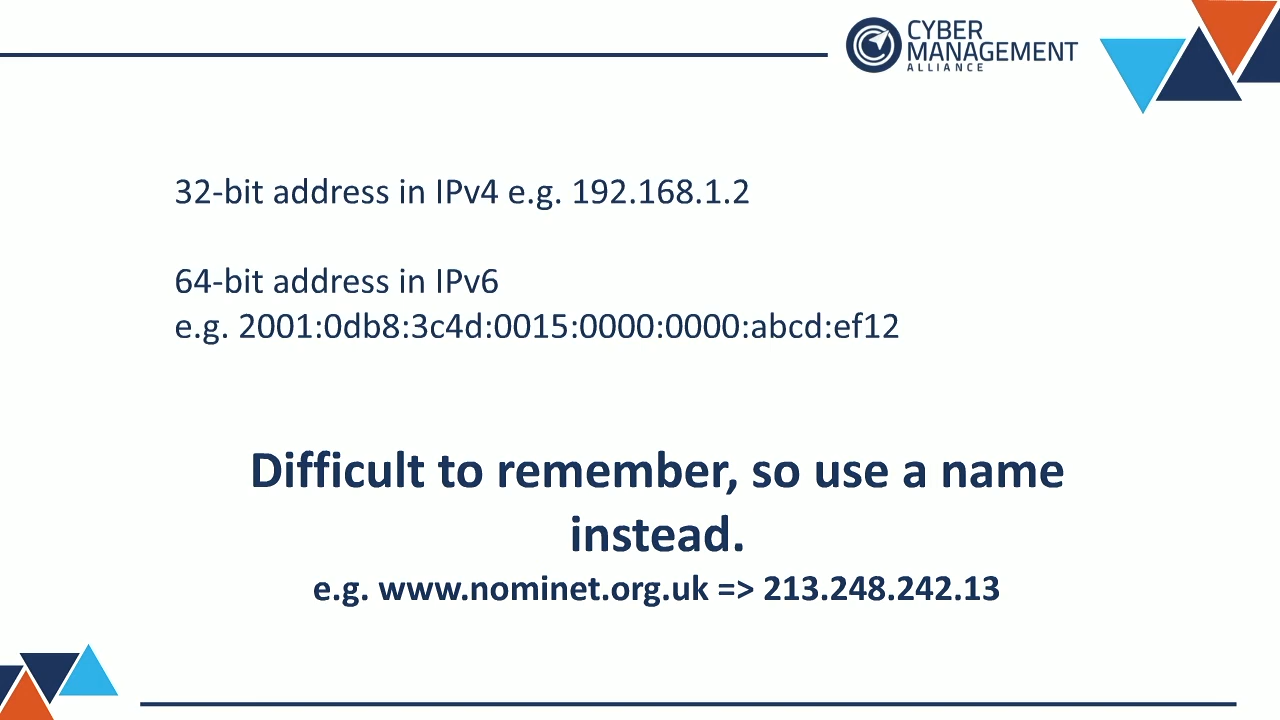 CYBER
MANAGEMENT
ALLIANCE
32-bit address in IPv4 e.g. 192.168.1.2
64-bit address in IPv6
e.g. 2001:0db8:3c4d:0015:0000:0000:abcd:ef12
Difficult to remember, so use a name
instead.
e.g. www.nominet.org.uk => 213.248.242.13